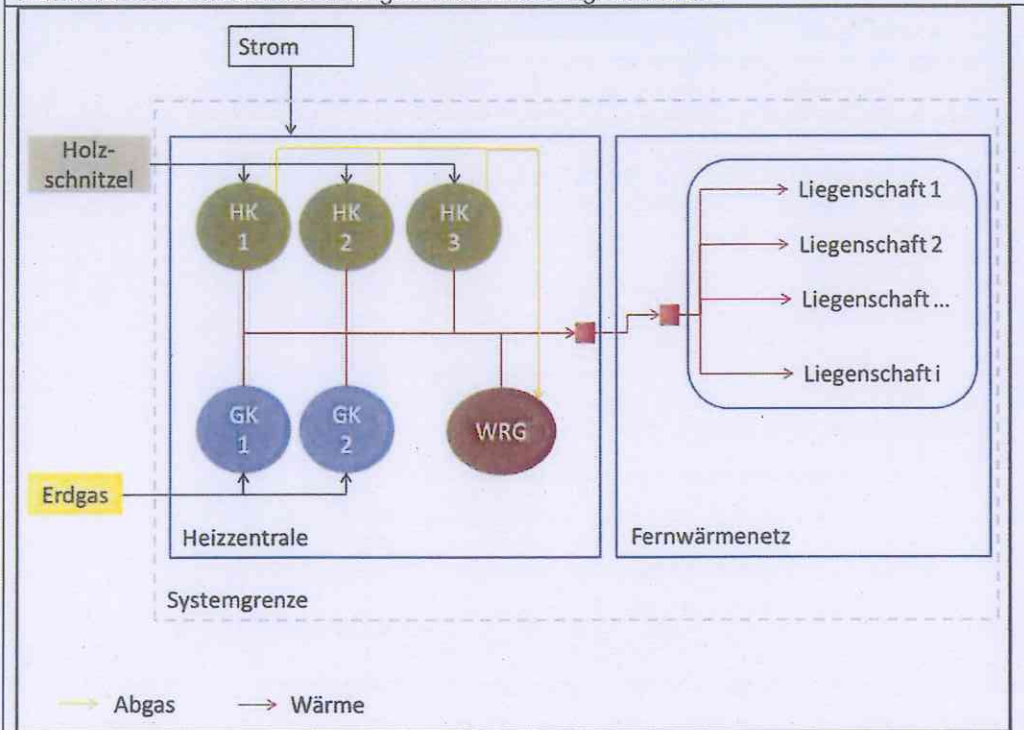 Strom
Holz-
schnitzel
HK
1
HK
2
HK
3
Liegenschaft 1
Liegenschaft 2
Liegenschaft ...
Liegenschaft i
GK
1
GK
2
WRG
Erdgas
Heizzentrale
Fernwärmenetz
Systemgrenze
Abgas
Wärme